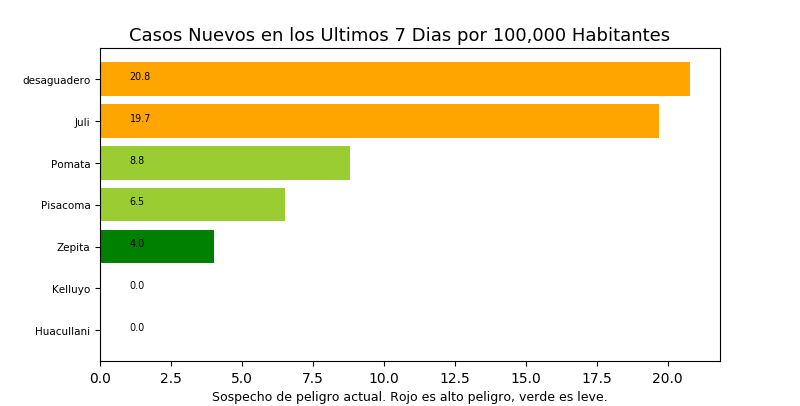 Casos Nuevos en los Ultimos 7 Dias por 100,000 Habitantes
desaguadero 20.8
Juli 19.7
Pomata 8.8
Pisacoma 6.5
Zepita 4.0
Kelluyo 0.0
Huacullani 0.0
0.0 2.5 5.0 7.5 10.0 12.5 15.0 17.5 20.0
Sospecho de peligro actual. Rojo es alto peligro, verde es leve.